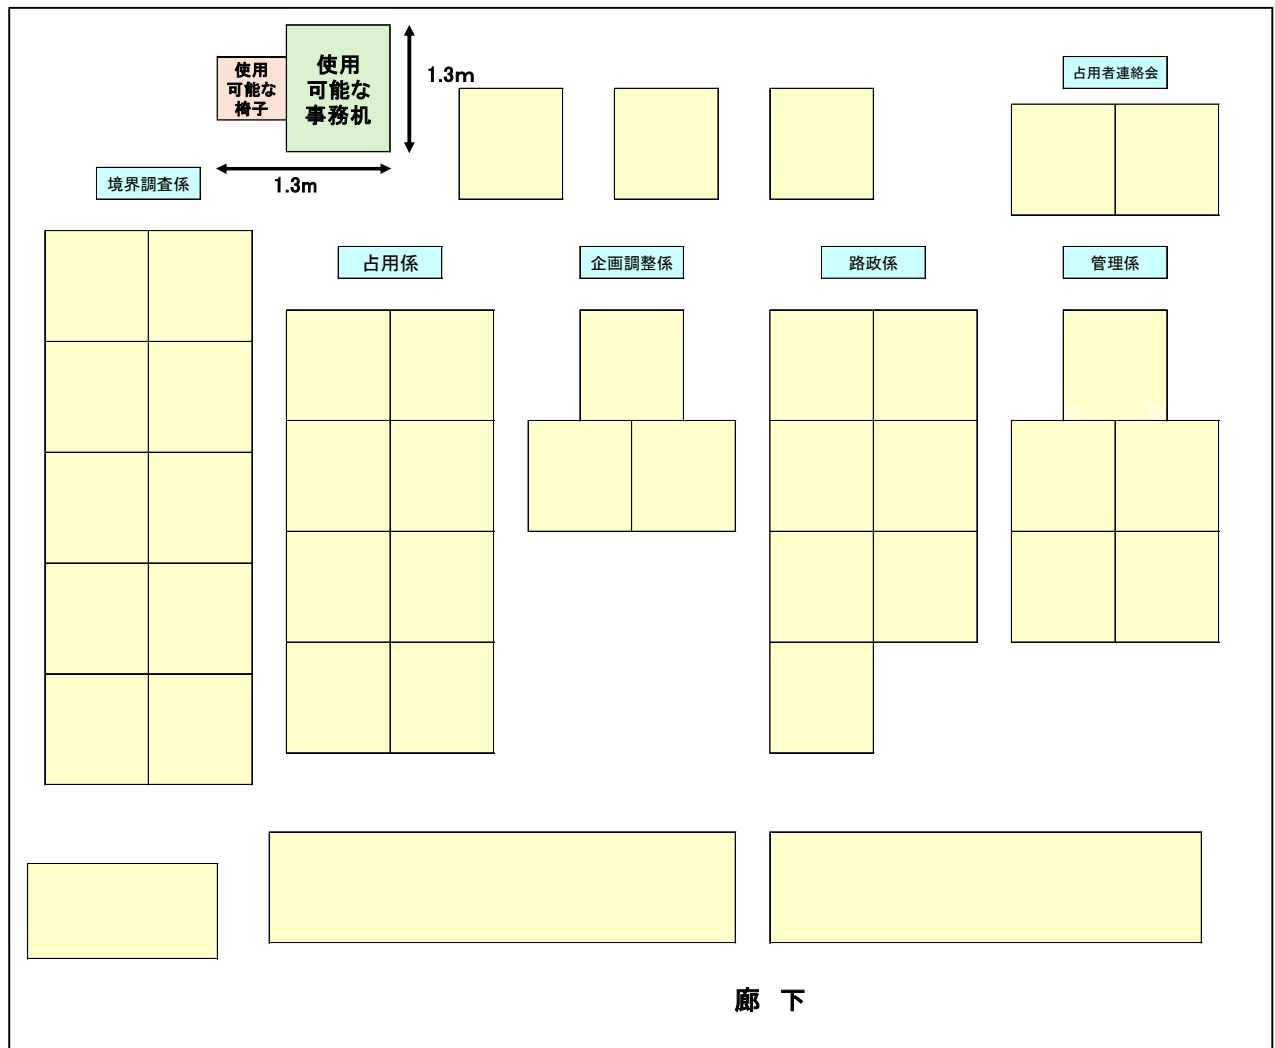 使用
可能な
椅子
使用
可能な
事務机
1.3m
1.3m
占用者連絡会
境界調査係
占用係
企画調整係
路政係
管理係
廊 下